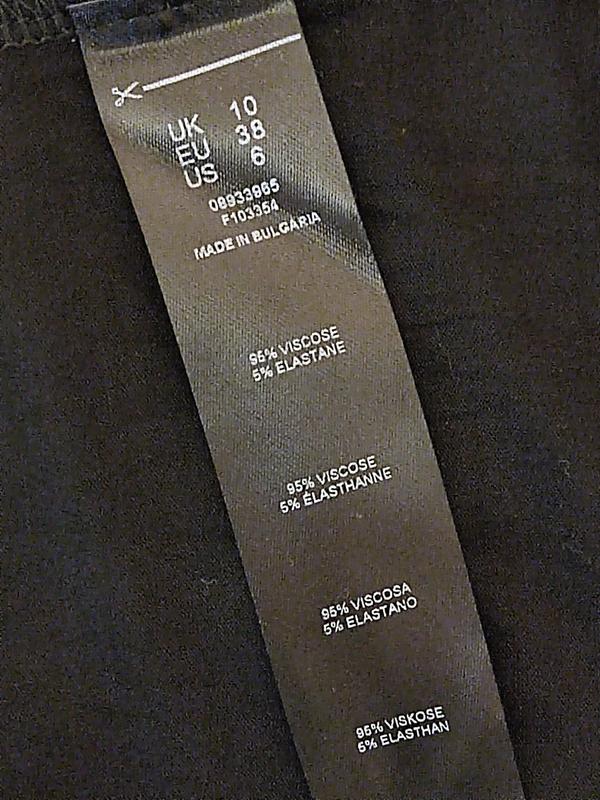 UK 10
EU 38
US 6
08933965
F103354
MADE IN BULGARIA
95% VISCOSE
5% ELASTANE
95% VISCOSE
5% ÉLASTHANNE
95% VISCOSA
5% ELASTANO
95% VISKOSE
5% ELASTHAN